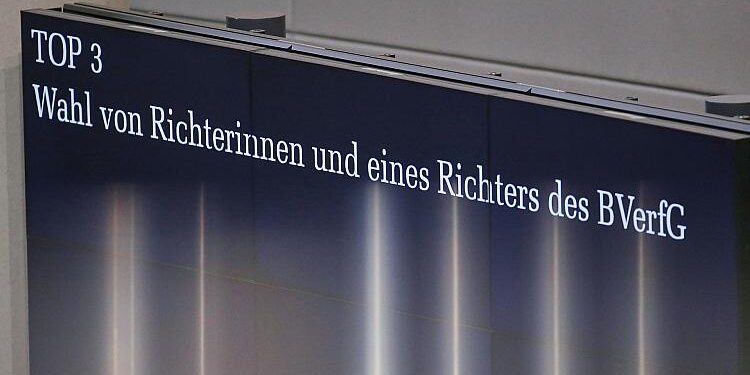 TOP 3
Wahl von Richterinnen und eines Richters des BVerfG